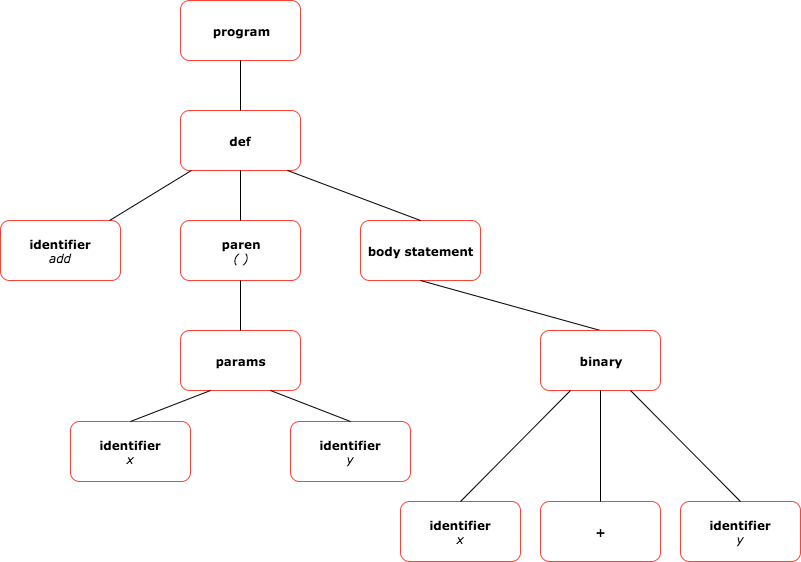 program
def
identifier
add
paren
( )
body statement
params
binary
identifier
x
identifier
y
identifier
x
+
identifier
y